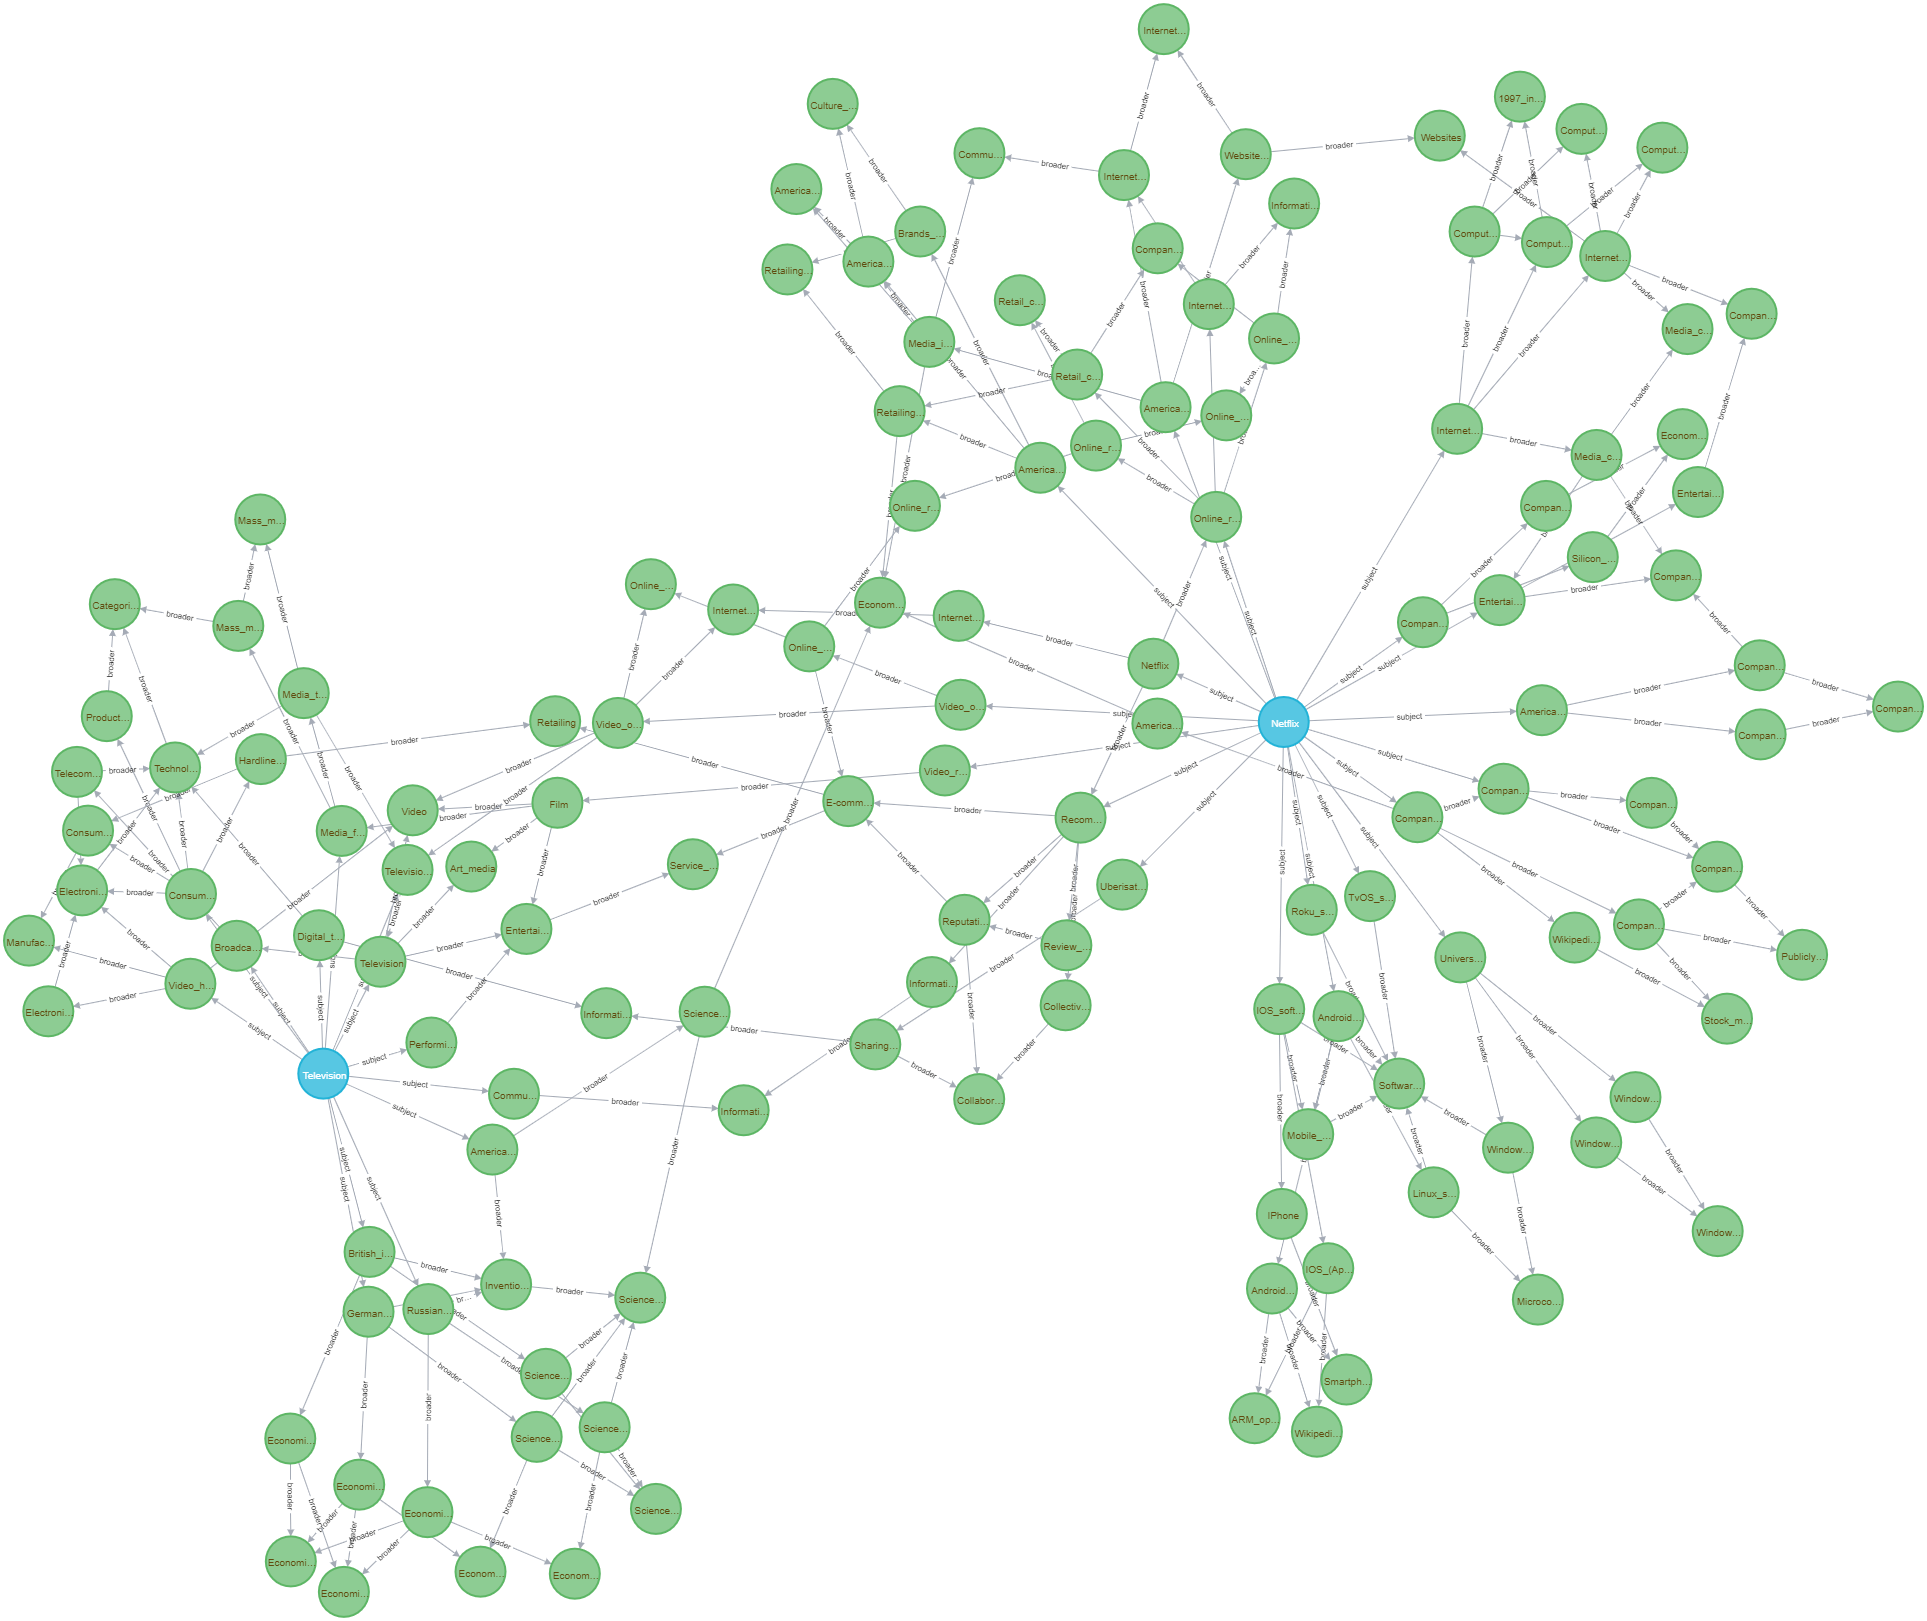 Internet...
Culture_...
1997_in...
Comput...
Websites
Comput...
Commu...
Website...
Internet...
America...
Informati...
Brands_...
Comput...
Comput...
Compan...
Internet...
America...
Retailing...
Retail_c...
Internet...
Compan...
Media_c...
Media_i...
Online_...
Retail_c...
America...
Retailing...
Online_...
Internet...
Econom...
Online_r...
Media_c...
America...
Entertai...
Online_r...
Compan...
Online_r...
Mass_m...
Silicon_...
Compan...
Online_...
Categori...
Econom...
Entertai...
Internet...
Internet...
Compan...
Mass_m...
Online_...
Netflix
Compan...
Media_t...
Video_o...
Compan...
America...
Product...
Retailing
Video_o...
America...
Netflix
Compan...
Hardline...
Technol...
Telecom...
Video_r...
Compan...
E-comm...
Film
Compan...
Video
Recom...
Compan...
Consum...
Media_f...
Art_media
Service_...
Compan...
Televisio...
Uberisat...
Electroni...
Consum...
TvOS_s...
Roku_s...
Reputati...
Compan...
Entertai...
Digital_t...
Wikipedi...
Manufac...
Broadca...
Review_...
Publicly...
Univers...
Television
Informati...
Video_h...
Collectiv...
IOS_soft...
Electroni...
Science...
Informati...
Android...
Stock_m...
Performi...
Sharing...
Television
Softwar...
Commu...
Window...
Collabor...
Informati...
Mobile_...
Window...
America...
Window...
Linux_s...
IPhone
Window...
British_i...
IOS_(Ap...
Inventio...
Android...
Science...
Microco...
Russian...
German...
Science...
Smartph...
ARM_op...
Science...
Wikipedi...
Science...
Economi...
Economi...
Science...
Economi...
Economi...
Econom...
Econom...
Economi...
subject
broader